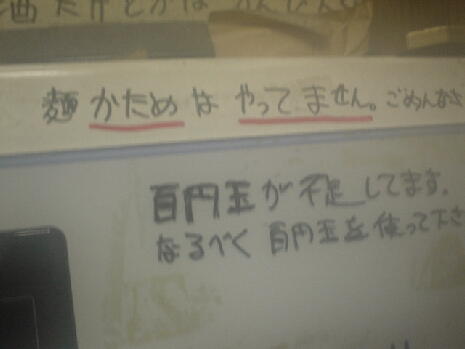 麺 かため は やってません。ごめんなさ
百円玉が不足してます。
なるべく 百円玉を使って下さ